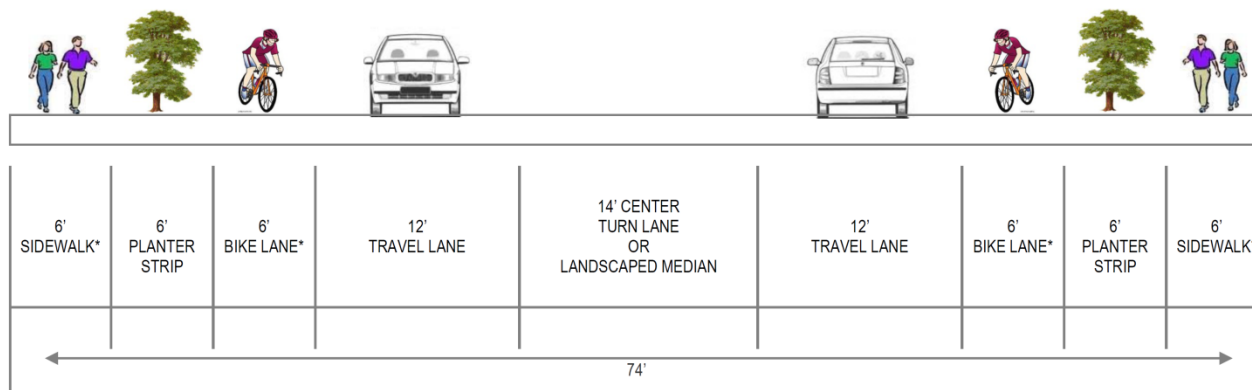 6’
SIDEWALK*
6’
PLANTER
STRIP
6’
BIKE LANE*
12’
TRAVEL LANE
14’ CENTER
TURN LANE
OR
LANDSCAPED MEDIAN
12’
TRAVEL LANE
6’
BIKE LANE*
6’
PLANTER
STRIP
6’
SIDEWALK*
74’